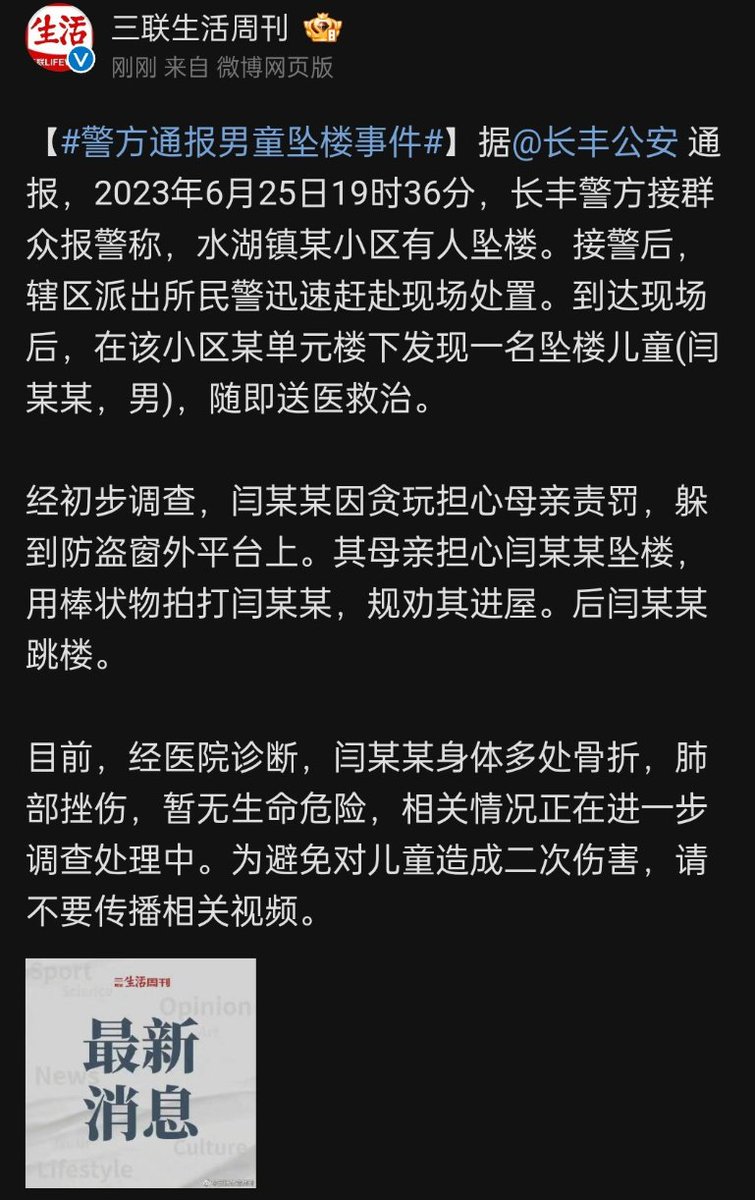 生活
三联LIFE
三联生活周刊
刚刚 来自 微博网页版
【#警方通报男童坠楼事件#】据@长丰公安 通
报，2023年6月25日19时36分，长丰警方接群
众报警称，水湖镇某小区有人坠楼。接警后，
辖区派出所民警迅速赶赴现场处置。到达现场
后，在该小区某单元楼下发现一名坠楼儿童(闫
某某，男)，随即送医救治。
经初步调查，闫某某因贪玩担心母亲责罚，躲
到防盗窗外平台上。其母亲担心闫某某坠楼，
用棒状物拍打闫某某，规劝其进屋。后闫某某
跳楼。
目前，经医院诊断，闫某某身体多处骨折，肺
部挫伤，暂无生命危险，相关情况正在进一步
调查处理中。为避免对儿童造成二次伤害，请
不要传播相关视频。
Sport
三联生活周刊
Science
Opinion
最新
News
消息
Culture
Lifestyle